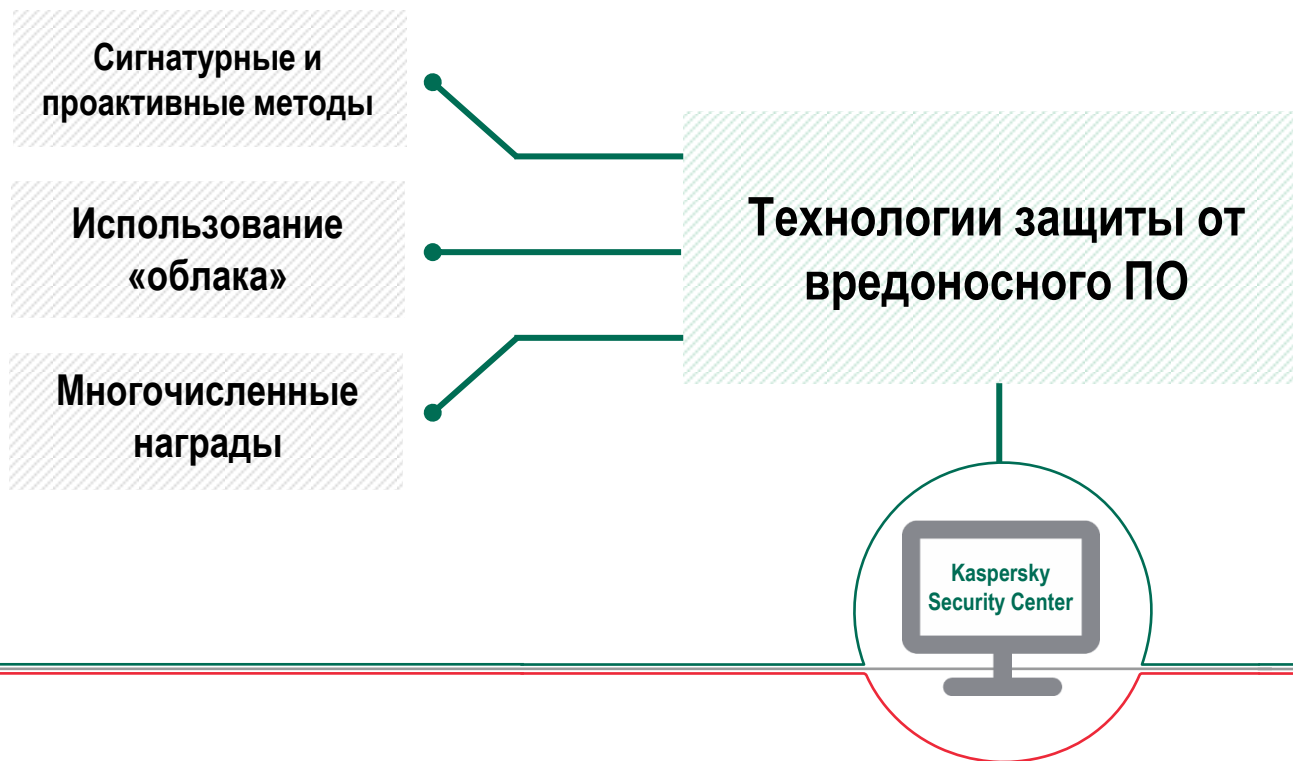 Сигнатурные и
проактивные методы
Использование
«облака»
Многочисленные
награды
Технологии защиты от
вредоносного ПО
Kaspersky
Security Center